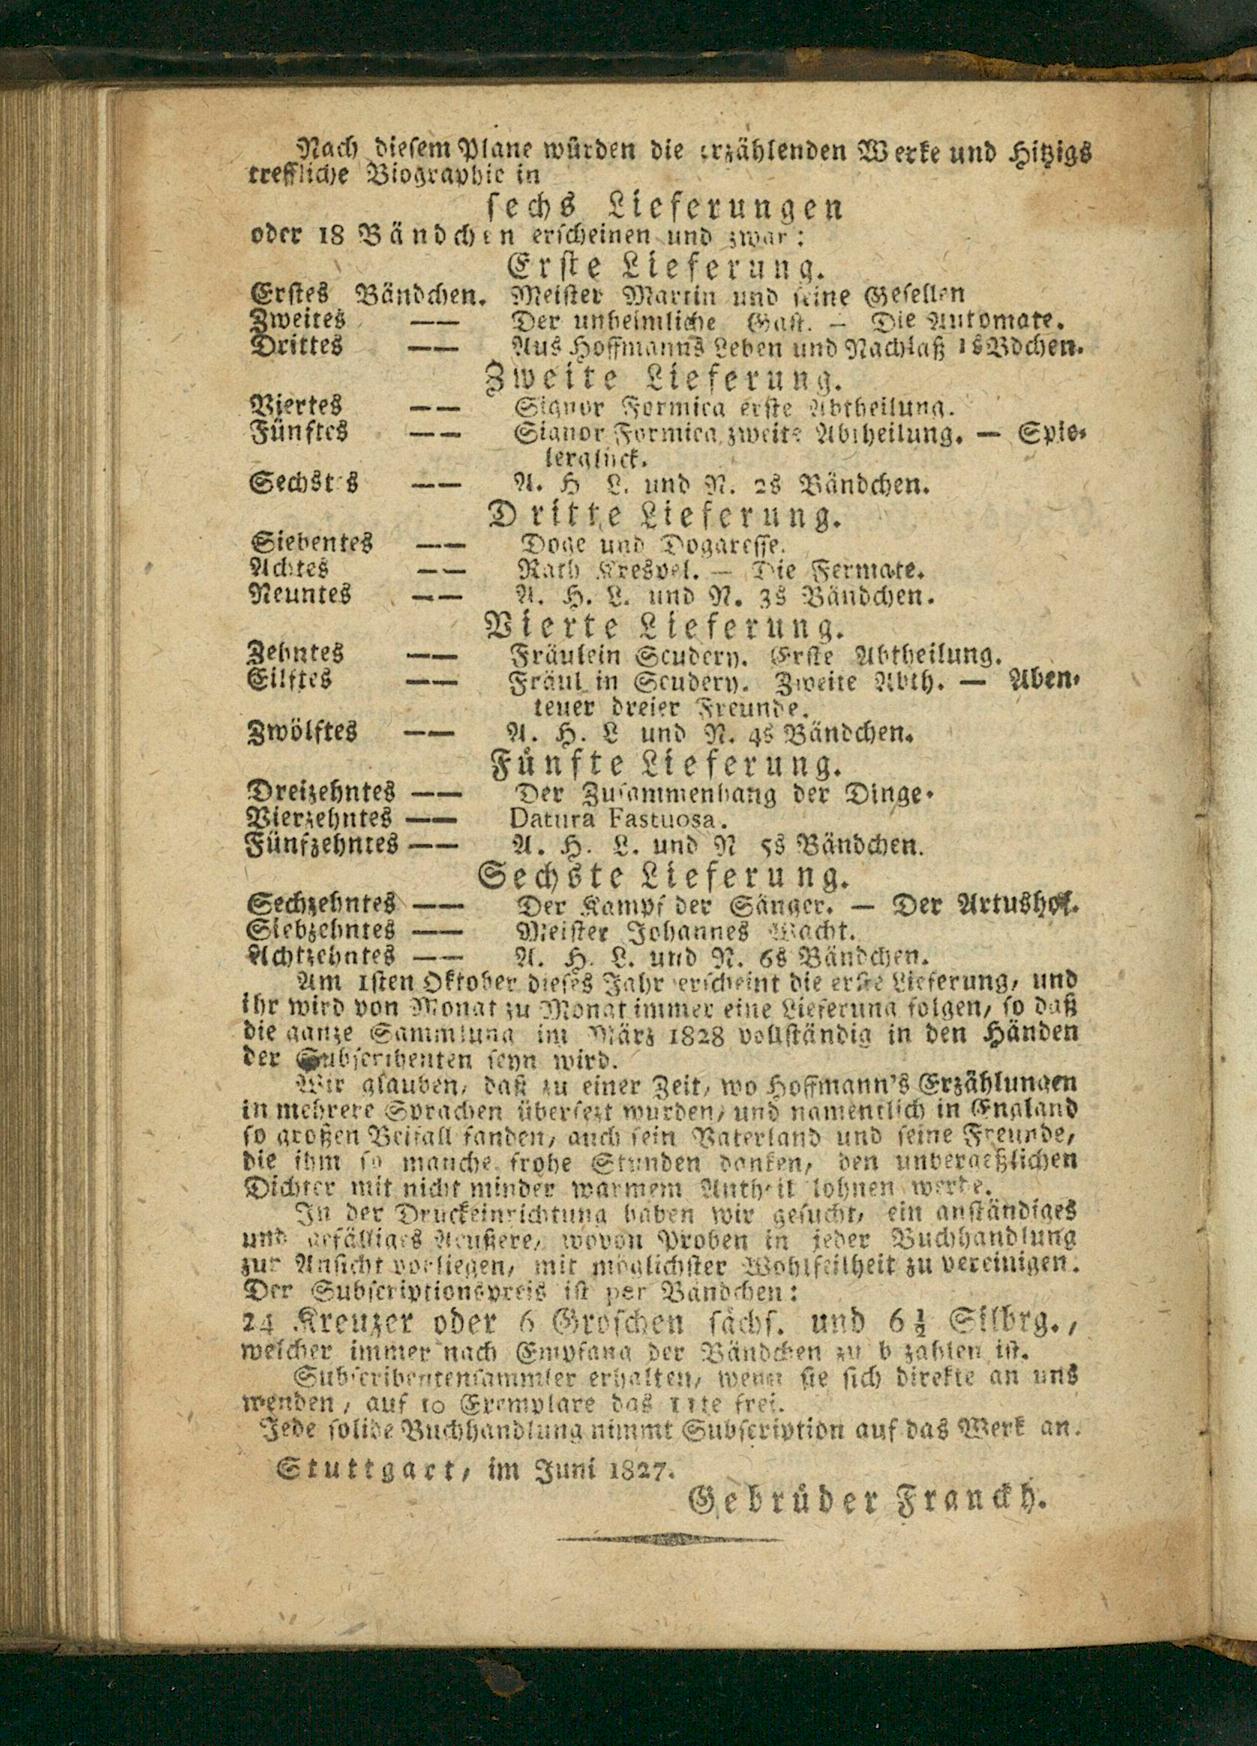 Nach diesem Plane würden die erzählenden Werke und Hitzigs
treffliche Biographie in
sechs Lieferungen
oder 18 Bändchen erscheinen und zwar:
Erste Lieferung.
Erstes Bändchen. Meister Martin und seine Gesellen
Zweites —— Der unheimliche Gast. — Die Automate.
Drittes —— Aus Hoffmann's Leben und Nachlaß 1s Bdchen.
Zweite Lieferung.
Viertes —— Signor Formica erste Abtheilung.
Fünftes —— Signor Formica zweite Abtheilung. — Spie-
lerglück.
Sechstes —— A. H L. und N. 2s Bändchen.
Dritte Lieferung.
Siebentes —— Doge und Dogaresse.
Achtes —— Rath Krespel. — Die Fermate.
Neuntes —— A. H. L. und N. 3s Bändchen.
Vierte Lieferung.
Zehntes —— Fräulein Scudery. Erste Abtheilung.
Eilftes —— Fräulein Scudery. Zweite Abth. — Aben-
teuer dreier Freunde.
Zwölftes —— A. H. L und N. 4s Bändchen.
Fünfte Lieferung.
Dreizehntes —— Der Zusammenhang der Dinge.
Vierzehntes —— Datura Fastuosa.
Fünfzehntes —— A. H. L. und N 5s Bändchen.
Sechste Lieferung.
Sechzehntes —— Der Kampf der Sänger. — Der Artushof.
Siebzehntes —— Meister Johannes Wacht.
Achtzehntes —— A. H. L. und N. 6s Bändchen.
Am 1sten Oktober dieses Jahr erscheint die erste Lieferung, und
ihr wird von Monat zu Monat immer eine Lieferung folgen, so daß
die ganze Sammlung im März 1828 vollständig in den Händen
der Subscribenten seyn wird.
Wir glauben, daß zu einer Zeit, wo Hoffmann's Erzählungen
in mehrere Sprachen übersezt wurden, und namentlich in England
so großen Beifall fanden, auch sein Vaterland und seine Freunde,
die ihm so manche frohe Stunden danken, den unvergeßlichen
Dichter mit nicht minder warmem Antheil lohnen werde.
In der Druckeinrichtung haben wir gesucht, ein anständiges
und gefälliges Aeußere, wovon Proben in jeder Buchhandlung
zur Ansicht vorliegen, mit möglichster Wohlfeilheit zu vereinigen.
Der Subscriptionspreis ist per Bändchen:
24 Kreuzer oder 6 Groschen sächs. und 6½ Silbrg.,
welcher immer nach Empfang der Bändchen zu bezahlen ist.
Subscribentensammler erhalten, wenn sie sich direkte an uns
wenden, auf 10 Exemplare das 11te frei.
Jede solide Buchhandlung nimmt Subscription auf das Werk an.
Stuttgart, im Juni 1827.
Gebrüder Franckh.